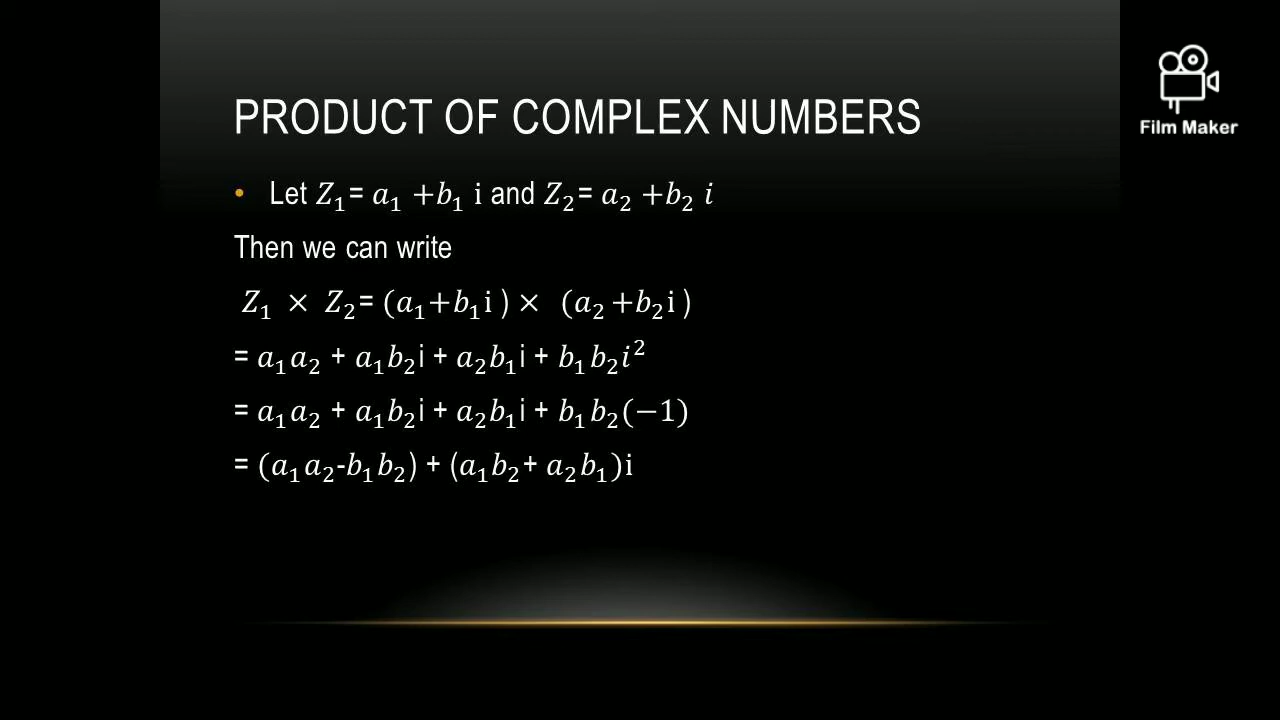 PRODUCT OF COMPLEX NUMBERS
Film Maker
• Let Z₁= a₁ +b₁ i and Z₂= a₂ +b₂ i
Then we can write
Z₁ × Z₂= (a₁+b₁i ) × (a₂ +b₂i )
= a₁a₂ + a₁b₂i + a₂b₁i + b₁b₂i²
= a₁a₂ + a₁b₂i + a₂b₁i + b₁b₂(−1)
= (a₁a₂-b₁b₂) + (a₁b₂+ a₂b₁)i